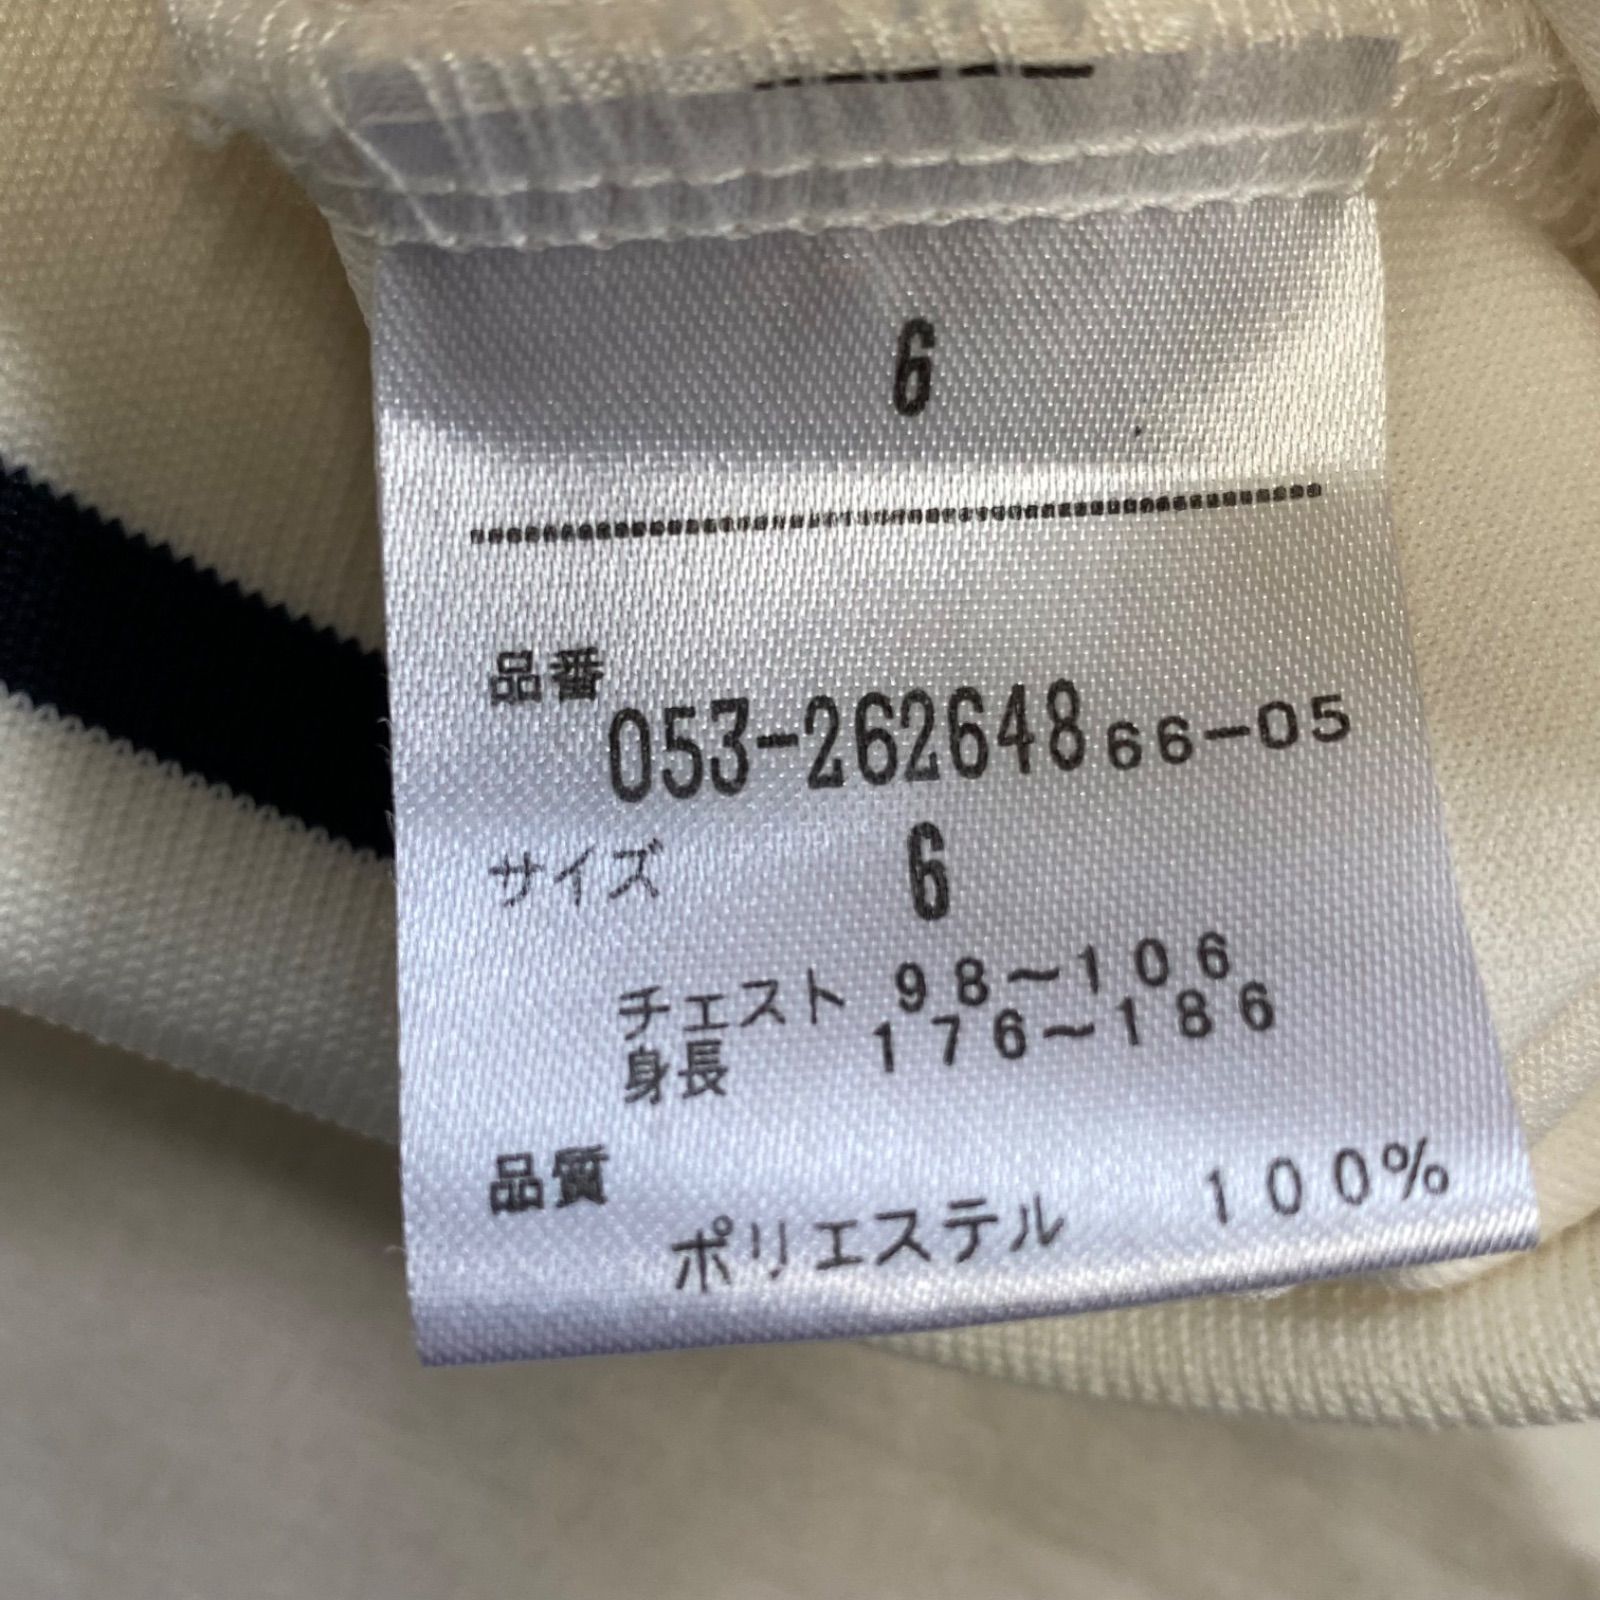 6
品番 053-262648 66-05
サイズ 6
チェスト 98~106
身長 176~186
品質
ポリエステル 100%